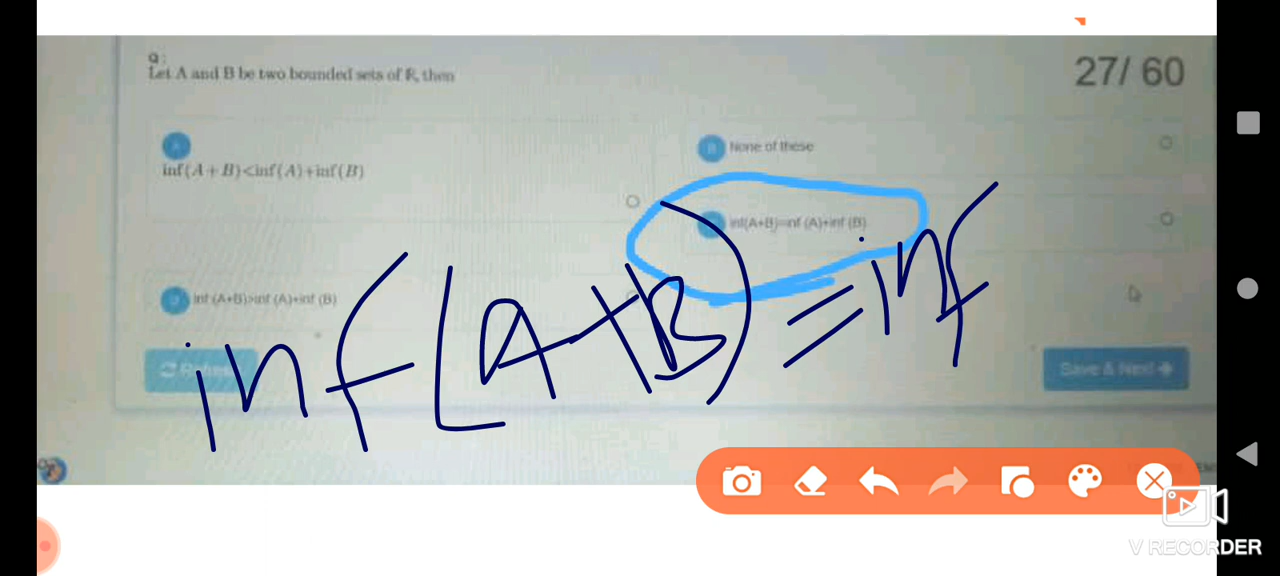 Q:
Let A and B be two bounded sets of R, then
27/ 60
A
inf(A+B)<inf(A)+inf(B)
B None of these
inf(A+B)=inf (A)+inf (B)
D inf (A+B)>inf (A)+inf (B)
inf(A+B)=inf
Refresh
Save & Next
V RECORDER